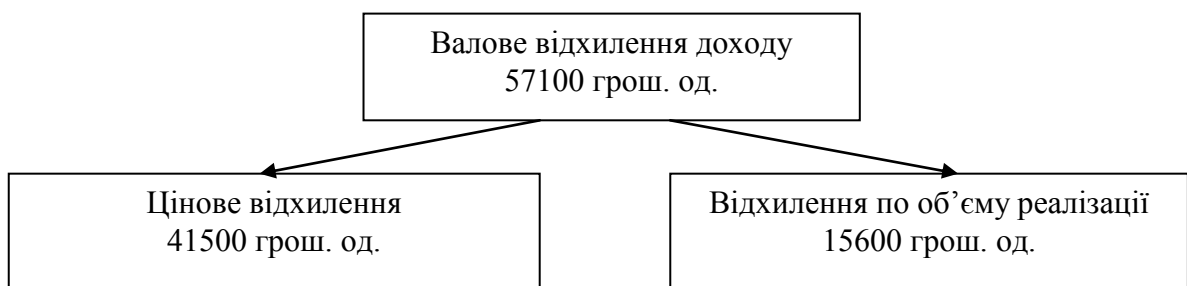 Валове відхилення доходу
57100 грош. од.
Цінове відхилення
41500 грош. од.
Відхилення по об’єму реалізації
15600 грош. од.